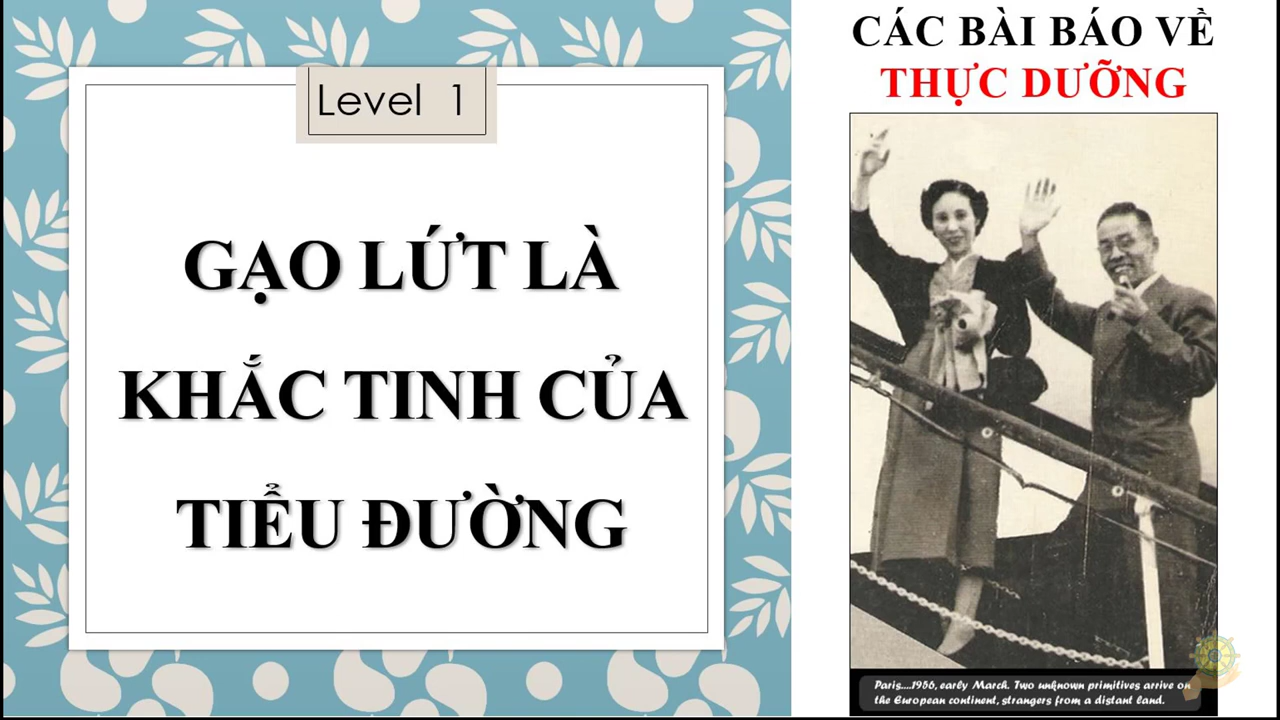 Level 1
GẠO LỨT LÀ
KHẮC TINH CỦA
TIỂU ĐƯỜNG
CÁC BÀI BÁO VỀ
THỰC DƯỠNG
Paris....1956, early March. Two unknown primitives arrive on
the European continent, strangers from a distant land.